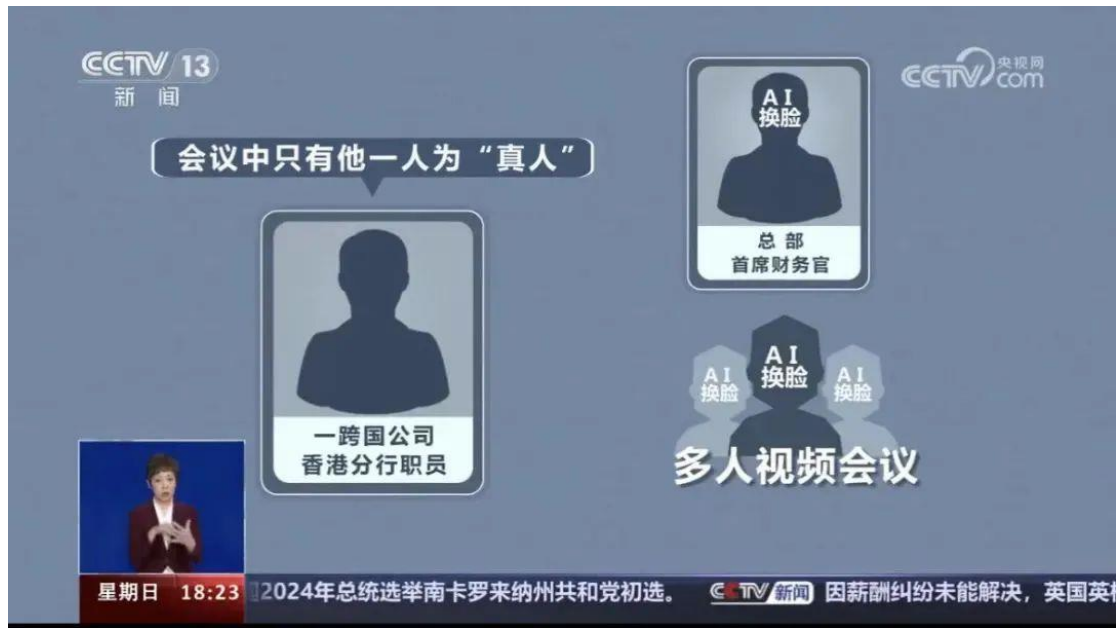 CCTV 13
新闻
央视网
CCTV com
会议中只有他一人为“真人”
AI
换脸
总部
首席财务官
一跨国公司
香港分行职员
AI
换脸
AI
换脸
AI
换脸
多人视频会议
星期日 18:23
2024年总统选举南卡罗来纳州共和党初选。 CCTV新闻 因薪酬纠纷未能解决，英国英